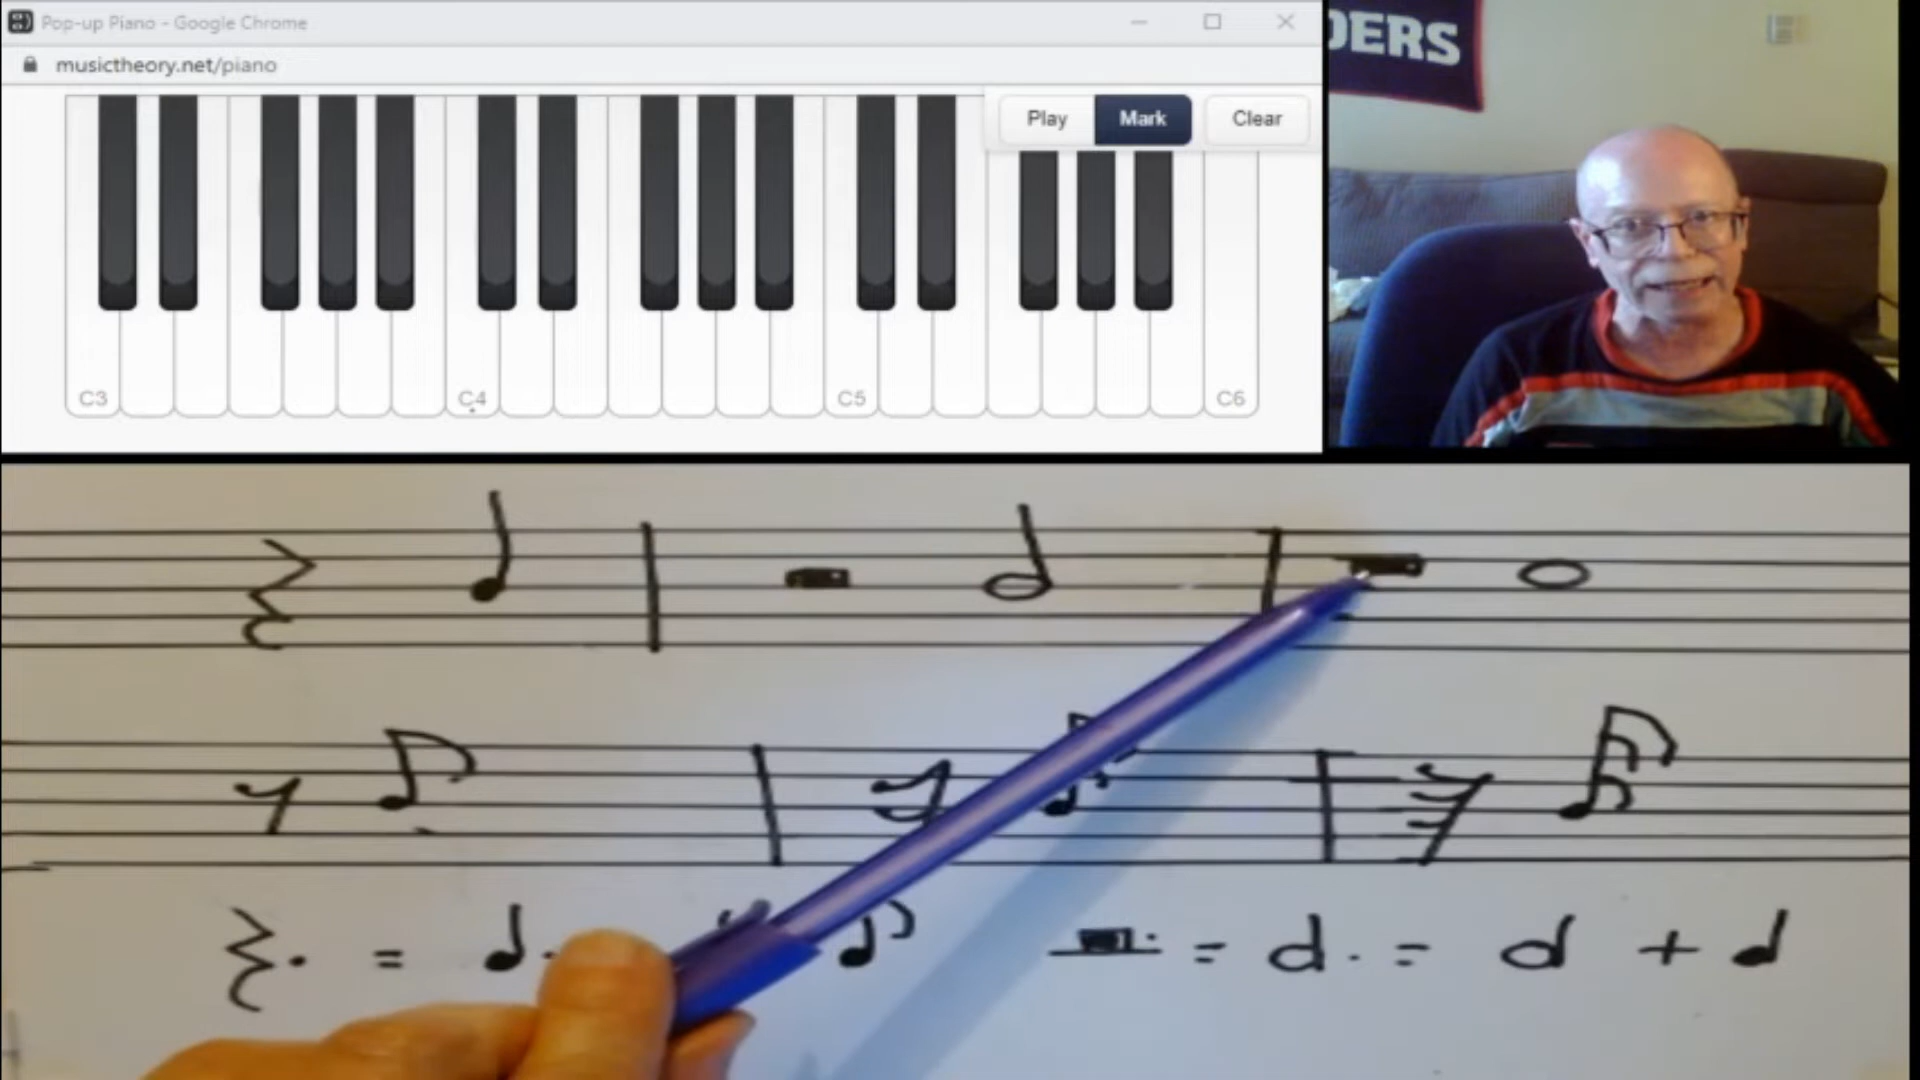 Pop-up Piano - Google Chrome
musictheory.net/piano
Play Mark Clear
DERS
C3 C4 C5 C6